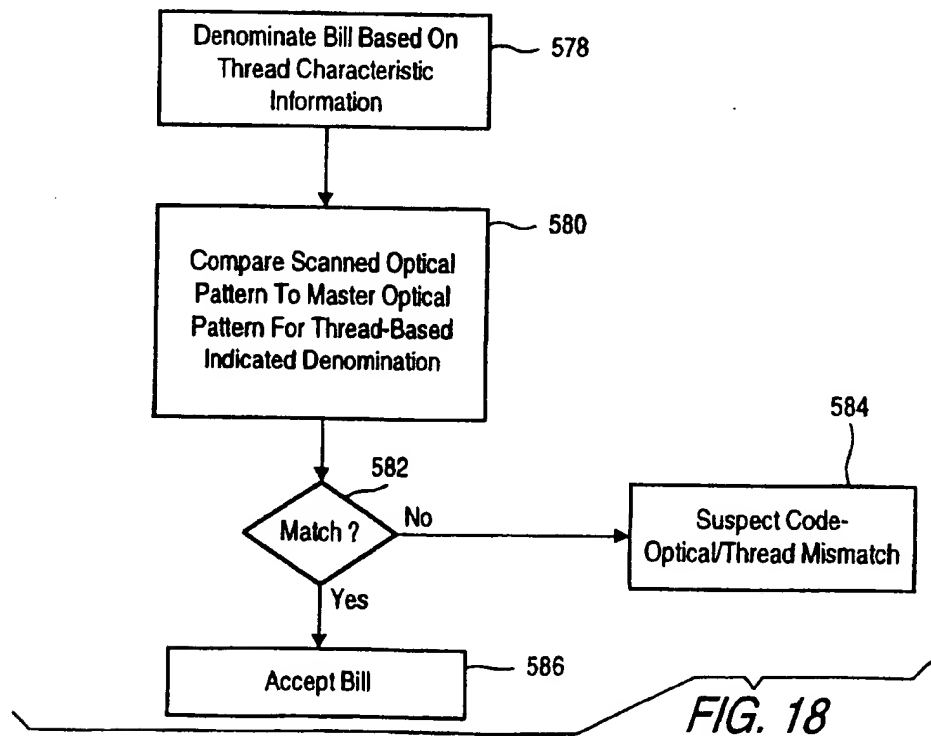 Denominate Bill Based On
Thread Characteristic
Information
578
Compare Scanned Optical
Pattern To Master Optical
Pattern For Thread-Based
Indicated Denomination
580
582
Match ?
No
Yes
584
Suspect Code-
Optical/Thread Mismatch
Accept Bill
586
FIG. 18